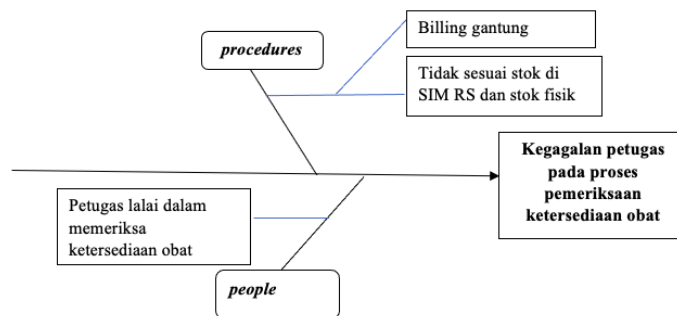 procedures
Billing gantung
Tidak sesuai stok di
SIM RS dan stok fisik
Kegagalan petugas
pada proses
pemeriksaan
ketersediaan obat
Petugas lalai dalam
memeriksa
ketersediaan obat
people